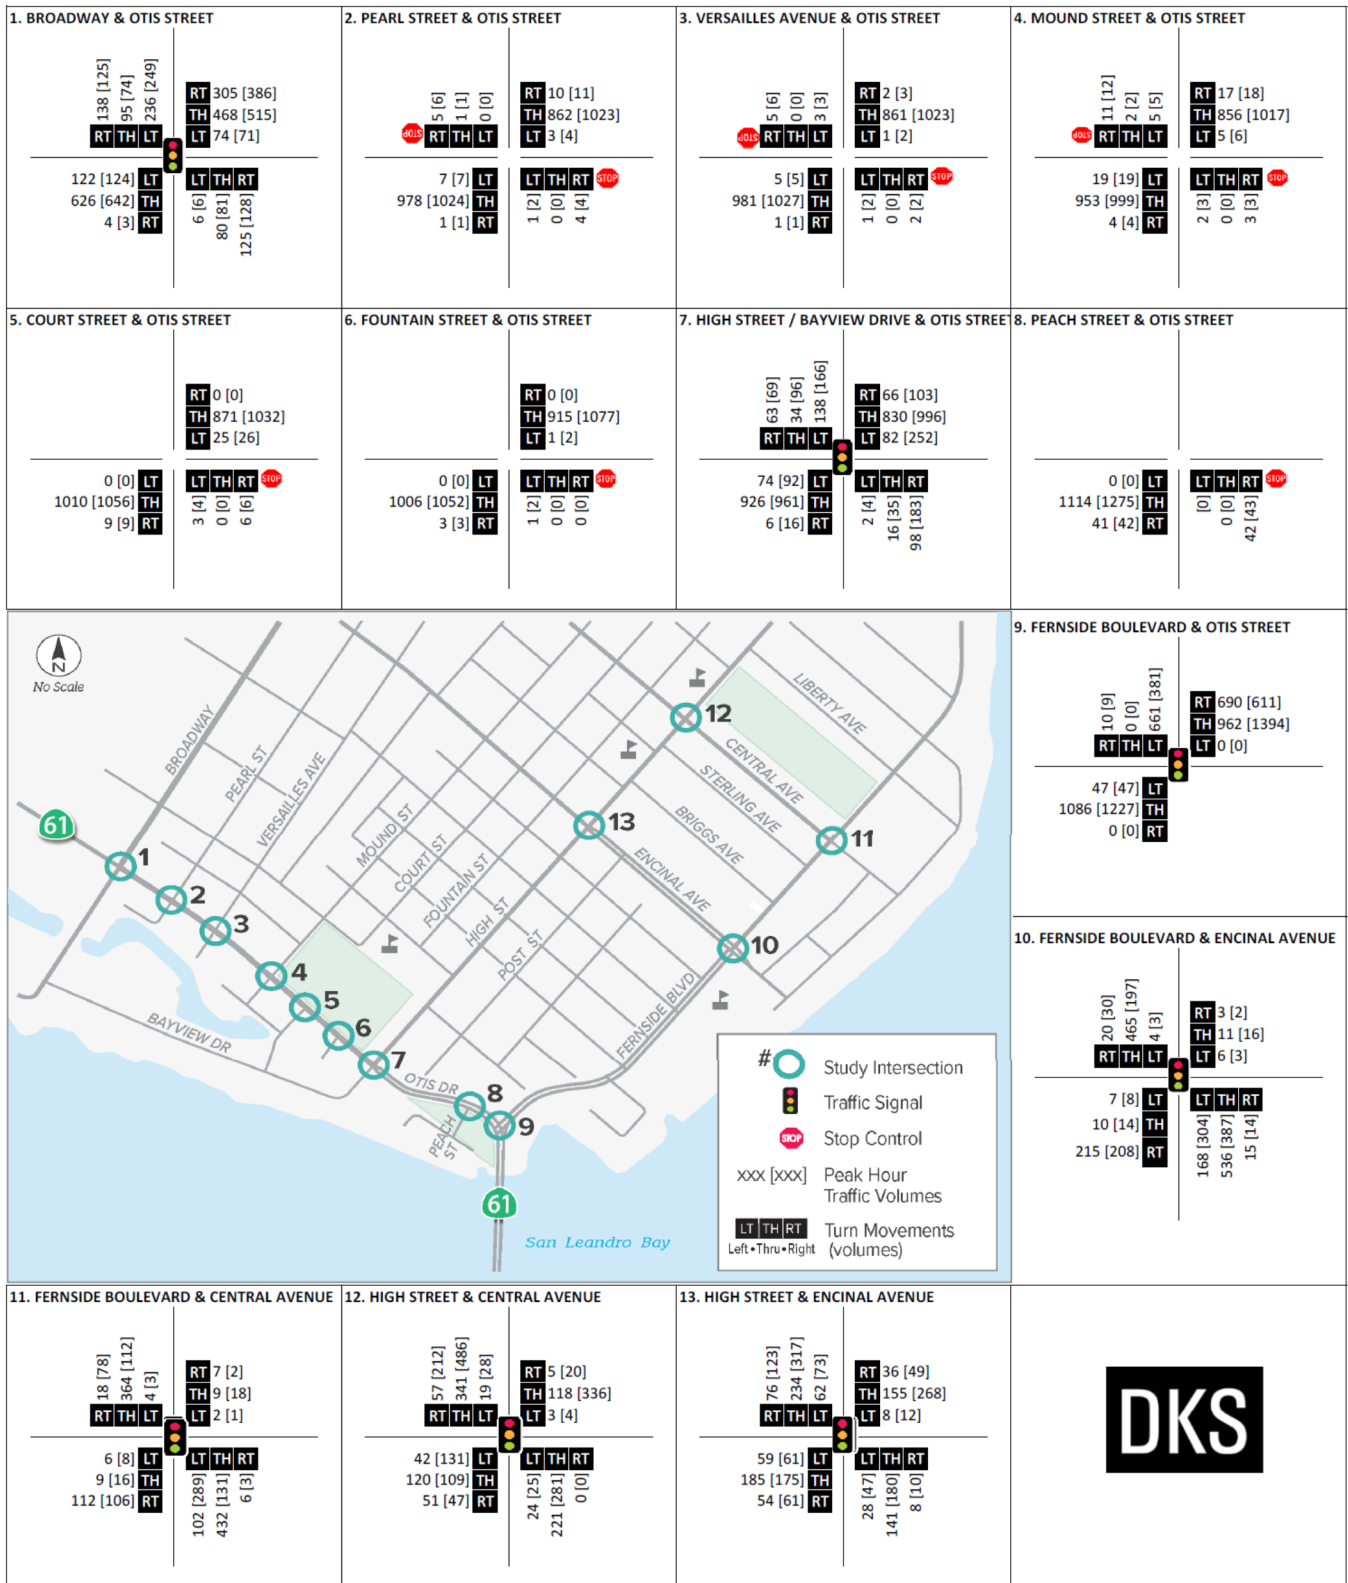 1. BROADWAY & OTIS STREET
138 [125]
95 [74]
236 [249]
RT TH LT
RT 305 [386]
TH 468 [515]
LT 74 [71]
122 [124] LT
626 [642] TH
4 [3] RT
LT TH RT
6 [6]
80 [81]
125 [128]
2. PEARL STREET & OTIS STREET
5 [6]
1 [1]
0 [0]
STOP
RT TH LT
RT 10 [11]
TH 862 [1023]
LT 3 [4]
7 [7] LT
978 [1024] TH
1 [1] RT
LT TH RT
STOP
1 [2]
0 [0]
4 [4]
3. VERSAILLES AVENUE & OTIS STREET
5 [6]
0 [0]
3 [3]
STOP
RT TH LT
RT 2 [3]
TH 861 [1023]
LT 1 [2]
5 [5] LT
981 [1027] TH
1 [1] RT
LT TH RT
STOP
1 [2]
0 [0]
2 [2]
4. MOUND STREET & OTIS STREET
11 [12]
2 [2]
5 [5]
STOP
RT TH LT
RT 17 [18]
TH 856 [1017]
LT 5 [6]
19 [19] LT
953 [999] TH
4 [4] RT
LT TH RT
STOP
2 [3]
0 [0]
3 [3]
5. COURT STREET & OTIS STREET
RT 0 [0]
TH 871 [1032]
LT 25 [26]
0 [0] LT
1010 [1056] TH
9 [9] RT
LT TH RT
STOP
3 [4]
0 [0]
6 [6]
6. FOUNTAIN STREET & OTIS STREET
RT 0 [0]
TH 915 [1077]
LT 1 [2]
0 [0] LT
1006 [1052] TH
3 [3] RT
LT TH RT
STOP
1 [2]
0 [0]
0 [0]
7. HIGH STREET / BAYVIEW DRIVE & OTIS STREET
63 [69]
34 [96]
138 [166]
RT TH LT
RT 66 [103]
TH 830 [996]
LT 82 [252]
74 [92] LT
926 [961] TH
6 [16] RT
LT TH RT
2 [4]
16 [35]
98 [183]
8. PEACH STREET & OTIS STREET
0 [0] LT
1114 [1275] TH
41 [42] RT
LT TH RT
STOP
[0]
0 [0]
42 [43]
N
No Scale
61
BROADWAY
PEARL ST
VERSAILLES AVE
MOUND ST
COURT ST
FOUNTAIN ST
HIGH ST
POST ST
LIBERTY AVE
CENTRAL AVE
STERLING AVE
BRIGGS AVE
ENCINAL AVE
FERNSIDE BLVD
BAYVIEW DR
OTIS DR
PEACH
ST
12
13
11
1
2
3
10
4
5
6
7
8
9
61
San Leandro Bay
# Study Intersection
Traffic Signal
STOP Stop Control
xxx [xxx] Peak Hour
Traffic Volumes
LT TH RT Turn Movements
Left•Thru•Right (volumes)
9. FERNSIDE BOULEVARD & OTIS STREET
10 [9]
0 [0]
661 [381]
RT TH LT
RT 690 [611]
TH 962 [1394]
LT 0 [0]
47 [47] LT
1086 [1227] TH
0 [0] RT
10. FERNSIDE BOULEVARD & ENCINAL AVENUE
20 [30]
465 [197]
4 [3]
RT TH LT
RT 3 [2]
TH 11 [16]
LT 6 [3]
7 [8] LT
10 [14] TH
215 [208] RT
LT TH RT
168 [304]
536 [387]
15 [14]
11. FERNSIDE BOULEVARD & CENTRAL AVENUE
18 [78]
364 [112]
4 [3]
RT TH LT
RT 7 [2]
TH 9 [18]
LT 2 [1]
6 [8] LT
9 [16] TH
112 [106] RT
LT TH RT
102 [289]
432 [131]
6 [3]
12. HIGH STREET & CENTRAL AVENUE
57 [212]
341 [486]
19 [28]
RT TH LT
RT 5 [20]
TH 118 [336]
LT 3 [4]
42 [131] LT
120 [109] TH
51 [47] RT
LT TH RT
24 [25]
221 [281]
0 [0]
13. HIGH STREET & ENCINAL AVENUE
76 [123]
234 [317]
62 [73]
RT TH LT
RT 36 [49]
TH 155 [268]
LT 8 [12]
59 [61] LT
185 [175] TH
54 [61] RT
LT TH RT
28 [47]
141 [180]
8 [10]
DKS